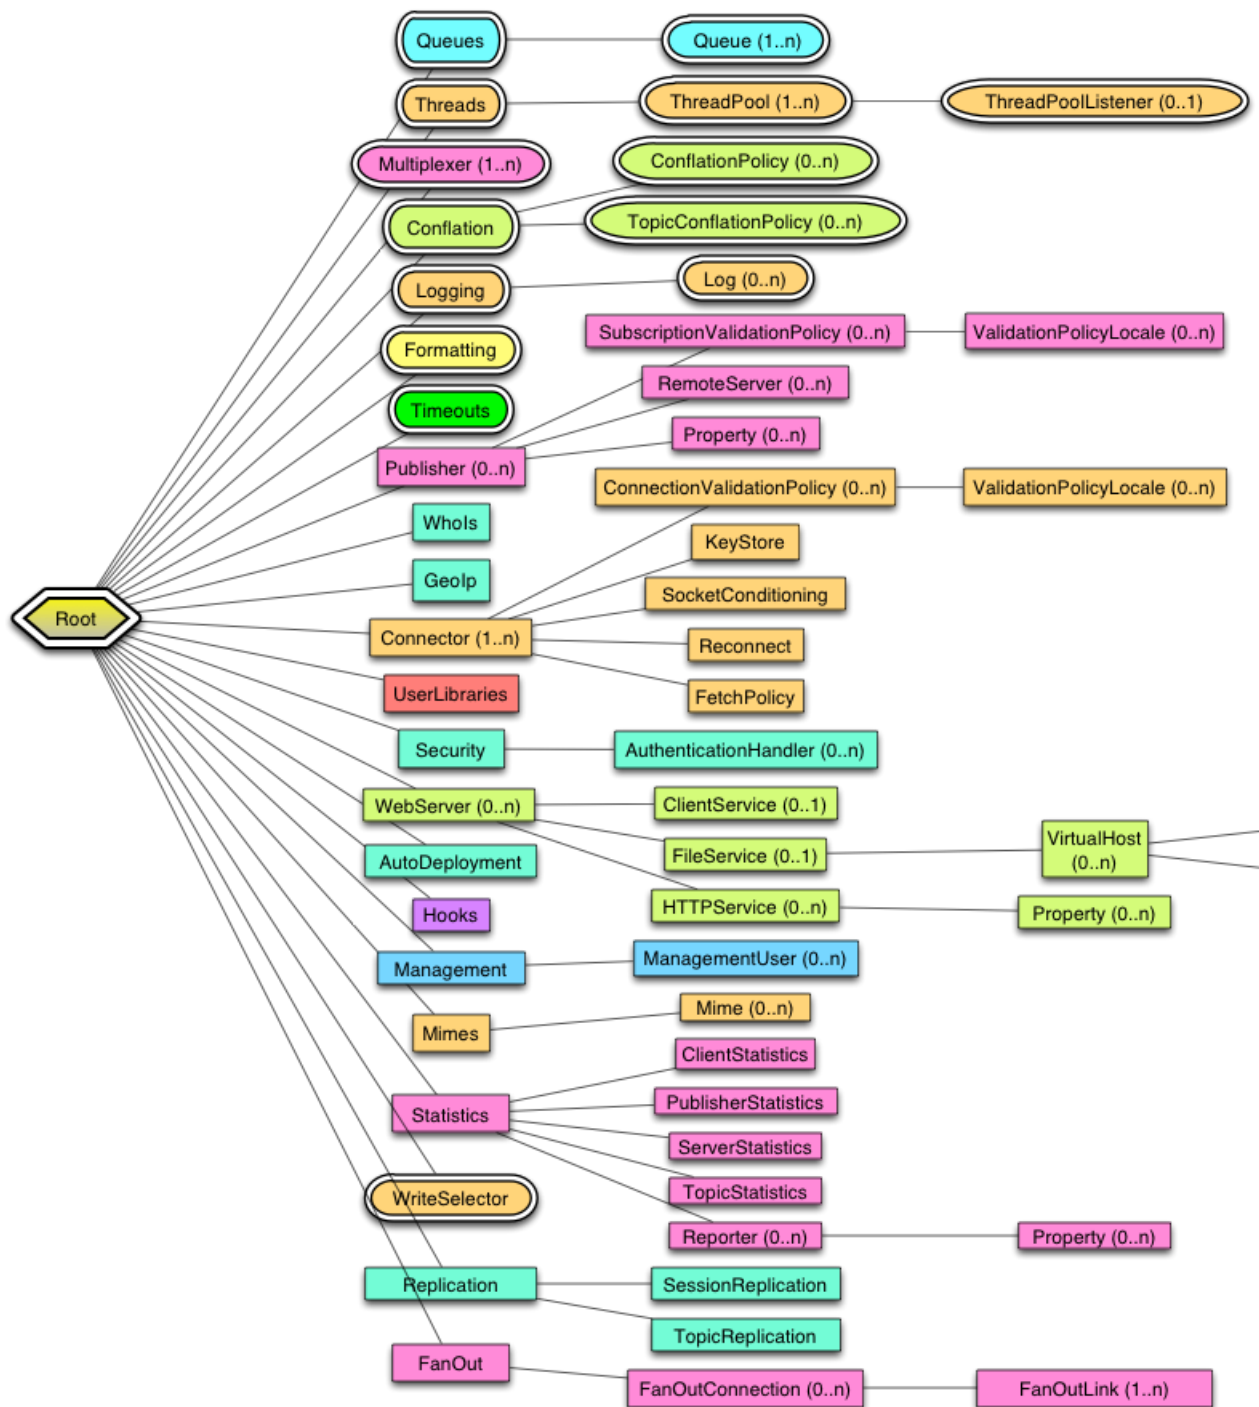 Queues
Queue (1..n)
Threads
ThreadPool (1..n)
ThreadPoolListener (0..1)
Multiplexer (1..n)
ConflationPolicy (0..n)
Conflation
TopicConflationPolicy (0..n)
Logging
Log (0..n)
Formatting
SubscriptionValidationPolicy (0..n)
ValidationPolicyLocale (0..n)
RemoteServer (0..n)
Timeouts
Property (0..n)
Publisher (0..n)
ConnectionValidationPolicy (0..n)
ValidationPolicyLocale (0..n)
WhoIs
KeyStore
GeoIp
SocketConditioning
Root
Connector (1..n)
Reconnect
UserLibraries
FetchPolicy
Security
AuthenticationHandler (0..n)
WebServer (0..n)
ClientService (0..1)
FileService (0..1)
VirtualHost
(0..n)
AutoDeployment
HTTPService (0..n)
Property (0..n)
Hooks
Management
ManagementUser (0..n)
Mimes
Mime (0..n)
ClientStatistics
Statistics
PublisherStatistics
ServerStatistics
TopicStatistics
WriteSelector
Reporter (0..n)
Property (0..n)
Replication
SessionReplication
TopicReplication
FanOut
FanOutConnection (0..n)
FanOutLink (1..n)